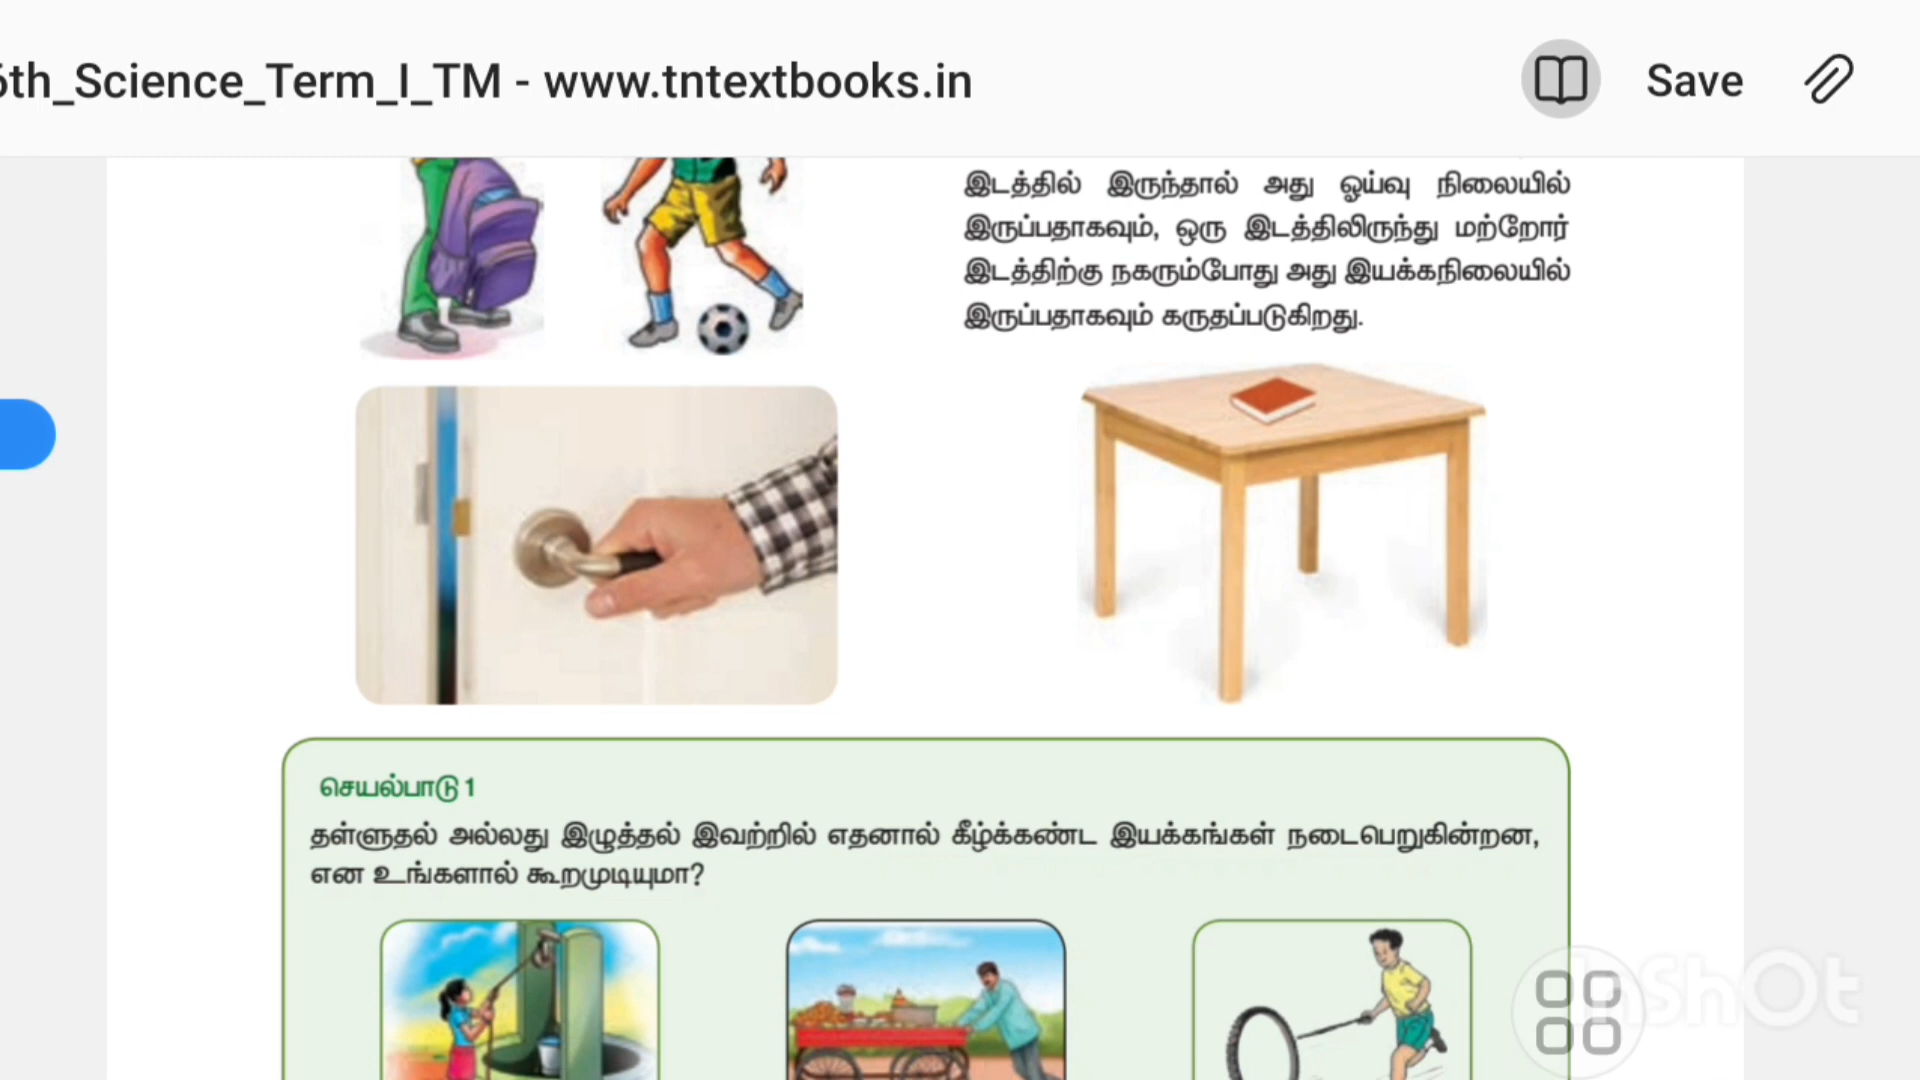 6th_Science_Term_I_TM - www.tntextbooks.in
Save
இடத்தில் இருந்தால் அது ஓய்வு நிலையில்
இருப்பதாகவும், ஒரு இடத்திலிருந்து மற்றோர்
இடத்திற்கு நகரும்போது அது இயக்கநிலையில்
இருப்பதாகவும் கருதப்படுகிறது.
செயல்பாடு 1
தள்ளுதல் அல்லது இழுத்தல் இவற்றில் எதனால் கீழ்க்கண்ட இயக்கங்கள் நடைபெறுகின்றன,
என உங்களால் கூறமுடியுமா?
InShOt